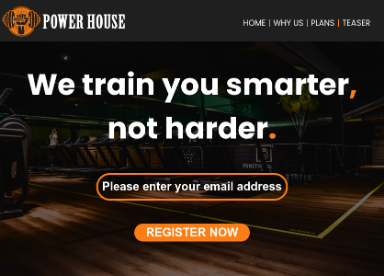 POWER HOUSE
HOME | WHY US | PLANS | TEASER
We train you smarter,
not harder.
Please enter your email address
REGISTER NOW